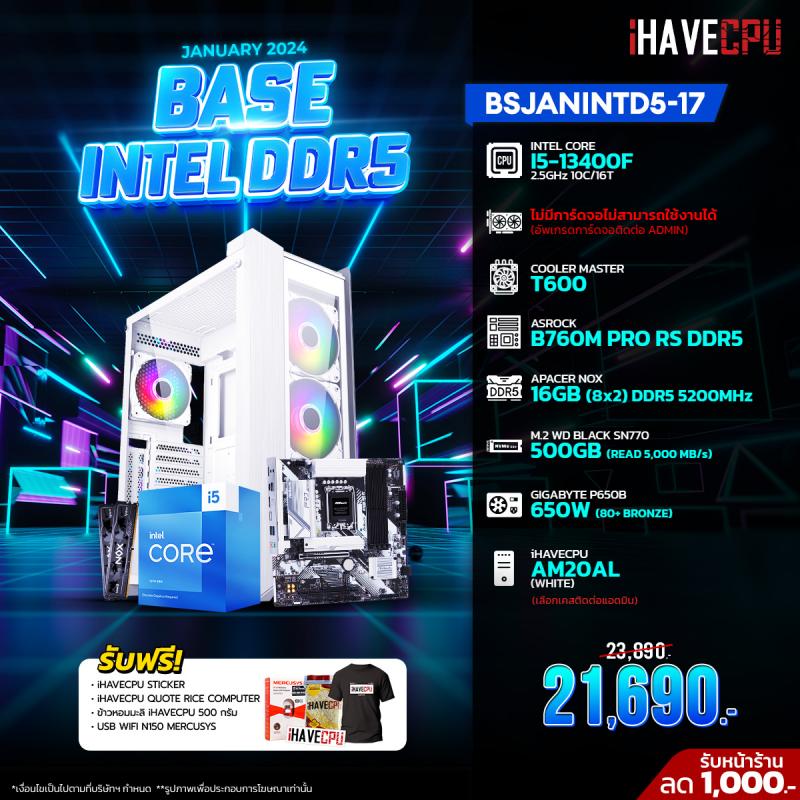 JANUARY 2024
BASE
INTEL DDR5
iHAVECPU
BSJANINTD5-17
CPU
INTEL CORE
I5-13400F
2.5GHz 10C/16T
ไม่มีการ์ดจอไม่สามารถใช้งานได้
(อัพเกรดการ์ดจอติดต่อ ADMIN)
COOLER MASTER
T600
ASROCK
B760M PRO RS DDR5
DDR5
APACER NOX
16GB (8x2) DDR5 5200MHz
M.2 WD BLACK SN770
500GB (READ 5,000 MB/s)
GIGABYTE P650B
650W (80+ BRONZE)
iHAVECPU
AM20AL
(WHITE)
(เลือกเคสติดต่อแอดมิน)
NOX
i5
intel
CORE
รับฟรี!
• iHAVECPU STICKER
• iHAVECPU QUOTE RICE COMPUTER
• ข้าวหอมมะลิ iHAVECPU 500 กรัม
• USB WIFI N150 MERCUSYS
MERCUSYS
iHAVECPU
iHAVECPU
iHAVECPU
23,890.-
21,690.-
รับหน้าร้าน
ลด 1,000.-
*เงื่อนไขเป็นไปตามที่บริษัทฯ กำหนด **รูปภาพเพื่อประกอบการโฆษณาเท่านั้น